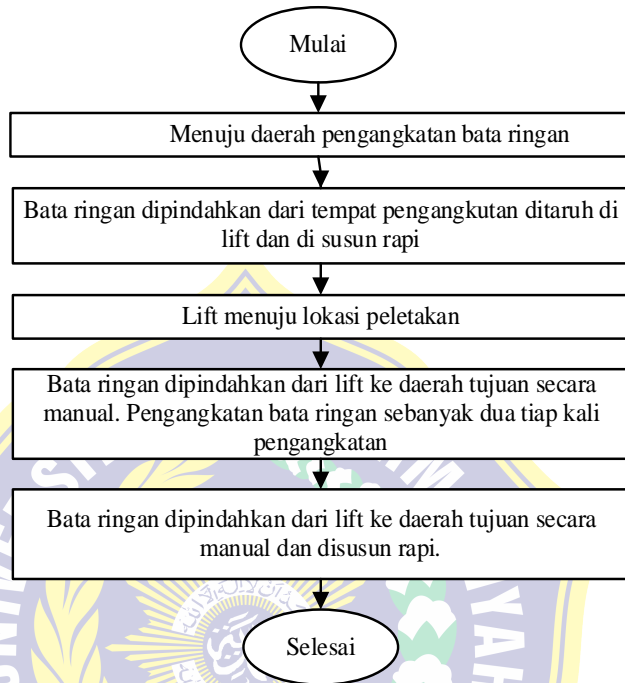 Mulai
Menuju daerah pengangkatan bata ringan
Bata ringan dipindahkan dari tempat pengangkutan ditaruh di
lift dan di susun rapi
Lift menuju lokasi peletakan
Bata ringan dipindahkan dari lift ke daerah tujuan secara
manual. Pengangkatan bata ringan sebanyak dua tiap kali
pengangkatan
Bata ringan dipindahkan dari lift ke daerah tujuan secara
manual dan disusun rapi.
Selesai